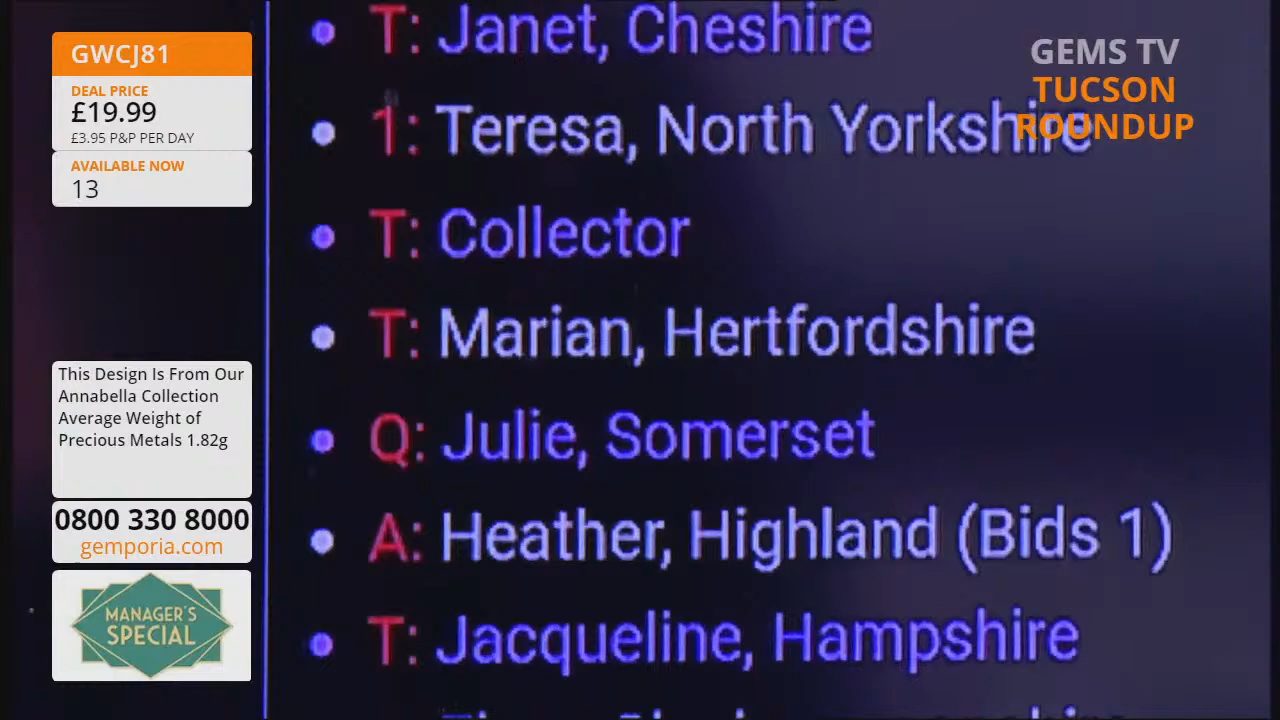 GWCJ81
DEAL PRICE
£19.99
£3.95 P&P PER DAY
AVAILABLE NOW
13
This Design Is From Our
Annabella Collection
Average Weight of
Precious Metals 1.82g
0800 330 8000
gemporia.com
MANAGER'S
SPECIAL
T: Janet, Cheshire
1: Teresa, North Yorkshire
T: Collector
T: Marian, Hertfordshire
Q: Julie, Somerset
A: Heather, Highland (Bids 1)
T: Jacqueline, Hampshire
GEMS TV
TUCSON
ROUNDUP